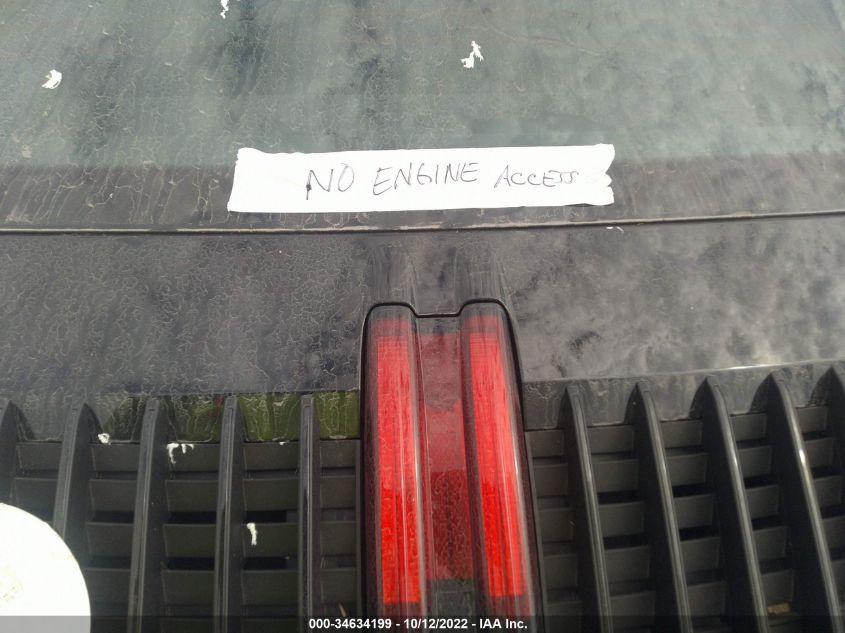 NO ENGINE ACCESS
000-34634199 - 10/12/2022 - IAA Inc.